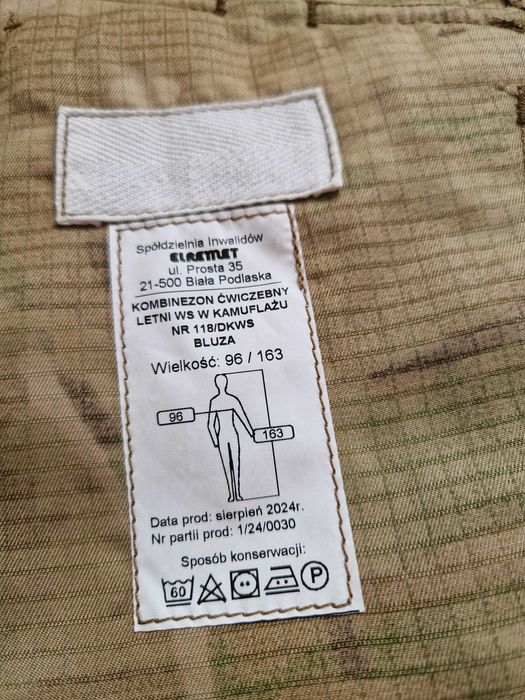 Spółdzielnia Inwalidów
ELREMET
ul. Prosta 35
21-500 Biała Podlaska
KOMBINEZON ĆWICZEBNY
LETNI WS W KAMUFLAŻU
NR 118/DKWS
BLUZA
Wielkość: 96 / 163
96
163
Data prod: sierpień 2024r.
Nr partii prod: 1/24/0030
Sposób konserwacji:
60 P